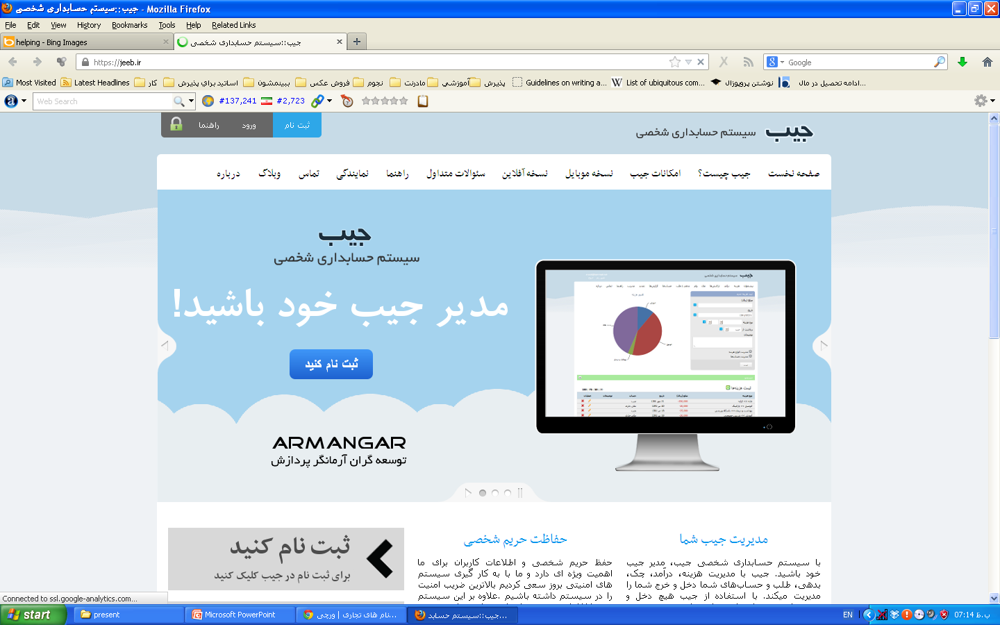 جیب::سیستم حسابداری شخصی - Mozilla Firefox
File Edit View History Bookmarks Tools Help Related Links
helping - Bing Images
جیب::سیستم حسابداری شخصی
https://jeeb.ir
Google
Most Visited
Latest Headlines
کار
اساتيد براي پذيرش
ببينمشون
فروش عکس
نجوم
مادرنت
آموزشي
پذيرش
Guidelines on writing a...
List of ubiquitous com...
نوشتن پروپوزال
ادامه تحصیل در مال...
Web Search
#137,241
#2,723
ثبت نام
ورود
راهنما
جیب
سیستم حسابداری شخصی
صفحه نخست
جیب چیست؟
امکانات جیب
نسخه موبایل
نسخه آفلاین
سئوالات متداول
راهنما
نمایندگی
تماس
وبلاگ
درباره
جیب
سیستم حسابداری شخصی
مدیر جیب خود باشید!
ثبت نام کنید
ARMANGAR
توسعه گران آرمانگر پردازش
مدیریت جیب شما
با سیستم حسابداری شخصی جیب، مدیر جیب
خود باشید. جیب با مدیریت هزینه، درآمد، چک،
بدهی، طلب و حساب‌های شما دخل و خرج شما را
مدیریت میکند. با استفاده از جیب هیچ دخل و
حفاظت حریم شخصی
حفظ حریم شخصی و اطلاعات کاربران برای ما
اهمیت ویژه ای دارد و ما با به کار گیری سیستم
های امنیتی بروز سعی کردیم بالاترین ضریب امنیت
را در سیستم داشته باشیم .علاوه بر این سیستم
ثبت نام کنید
برای ثبت نام در جیب کلیک کنید
Connected to ssl.google-analytics.com...
start
present
Microsoft PowerPoint
نام های تجاری | ورچی...
جیب::سیستم حسابد...
EN
07:14 ب.ظ